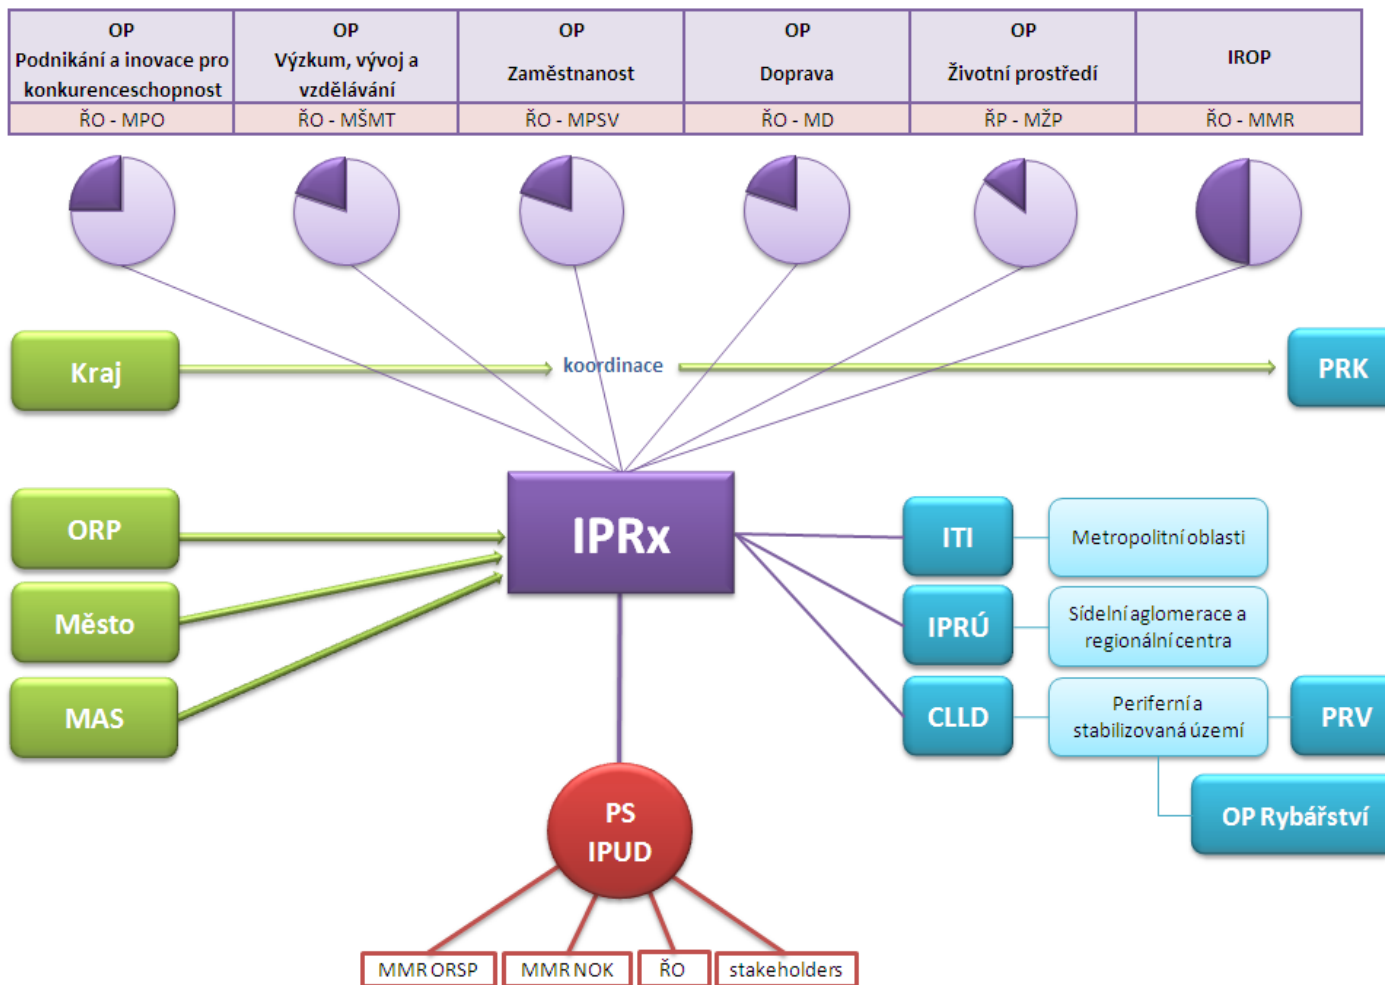 OP
Podnikání a inovace pro
konkurenceschopnost
OP
Výzkum, vývoj a
vzdělávání
OP
Zaměstnanost
OP
Doprava
OP
Životní prostředí
IROP
ŘO - MPO
ŘO - MŠMT
ŘO - MPSV
ŘO - MD
ŘP - MŽP
ŘO - MMR
Kraj
koordinace
PRK
ORP
Město
MAS
IPRx
ITI
Metropolitní oblasti
IPRÚ
Sídelní aglomerace a
regionální centra
CLLD
Periferní a
stabilizovaná území
PRV
OP Rybářství
PS
IPUD
MMR ORSP
MMR NOK
ŘO
stakeholders